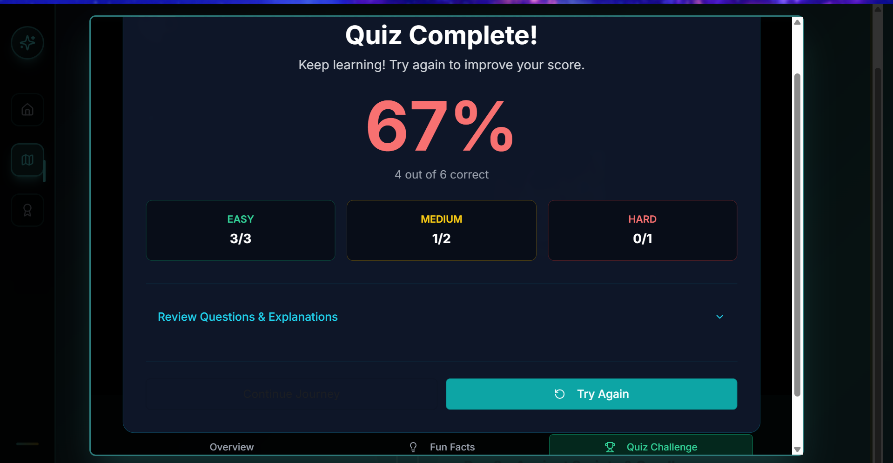 Quiz Complete!
Keep learning! Try again to improve your score.
67%
4 out of 6 correct
EASY
3/3
MEDIUM
1/2
HARD
0/1
Review Questions & Explanations
Continue Journey
Try Again
Overview
Fun Facts
Quiz Challenge